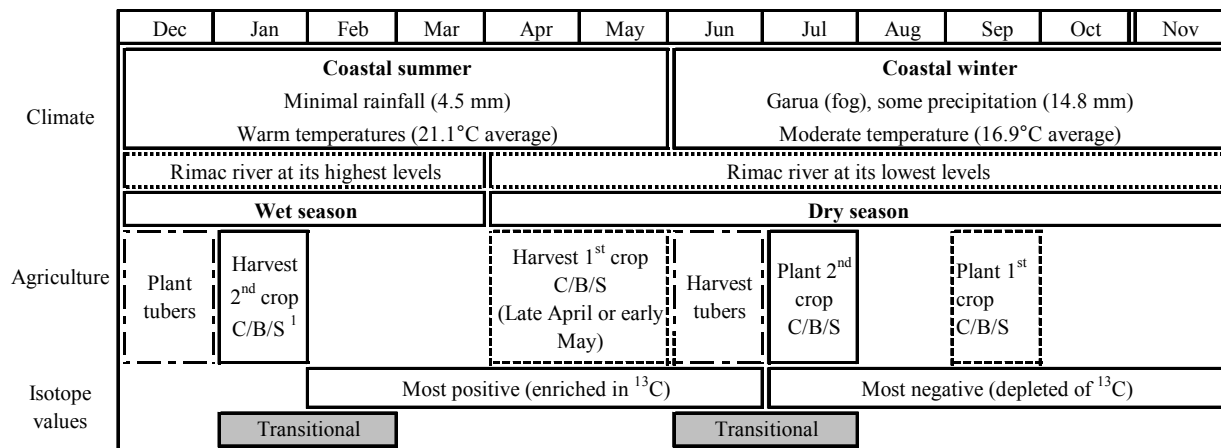 Dec Jan Feb Mar Apr May Jun Jul Aug Sep Oct Nov
Climate
Coastal summer
Minimal rainfall (4.5 mm)
Warm temperatures (21.1°C average)
Coastal winter
Garua (fog), some precipitation (14.8 mm)
Moderate temperature (16.9°C average)
Rimac river at its highest levels
Rimac river at its lowest levels
Wet season
Dry season
Agriculture
Plant
tubers
Harvest
2nd crop
C/B/S 1
Harvest 1st crop
C/B/S
(Late April or early
May)
Harvest
tubers
Plant 2nd
crop
C/B/S
Plant 1st
crop
C/B/S
Isotope
values
Most positive (enriched in 13C)
Most negative (depleted of 13C)
Transitional
Transitional